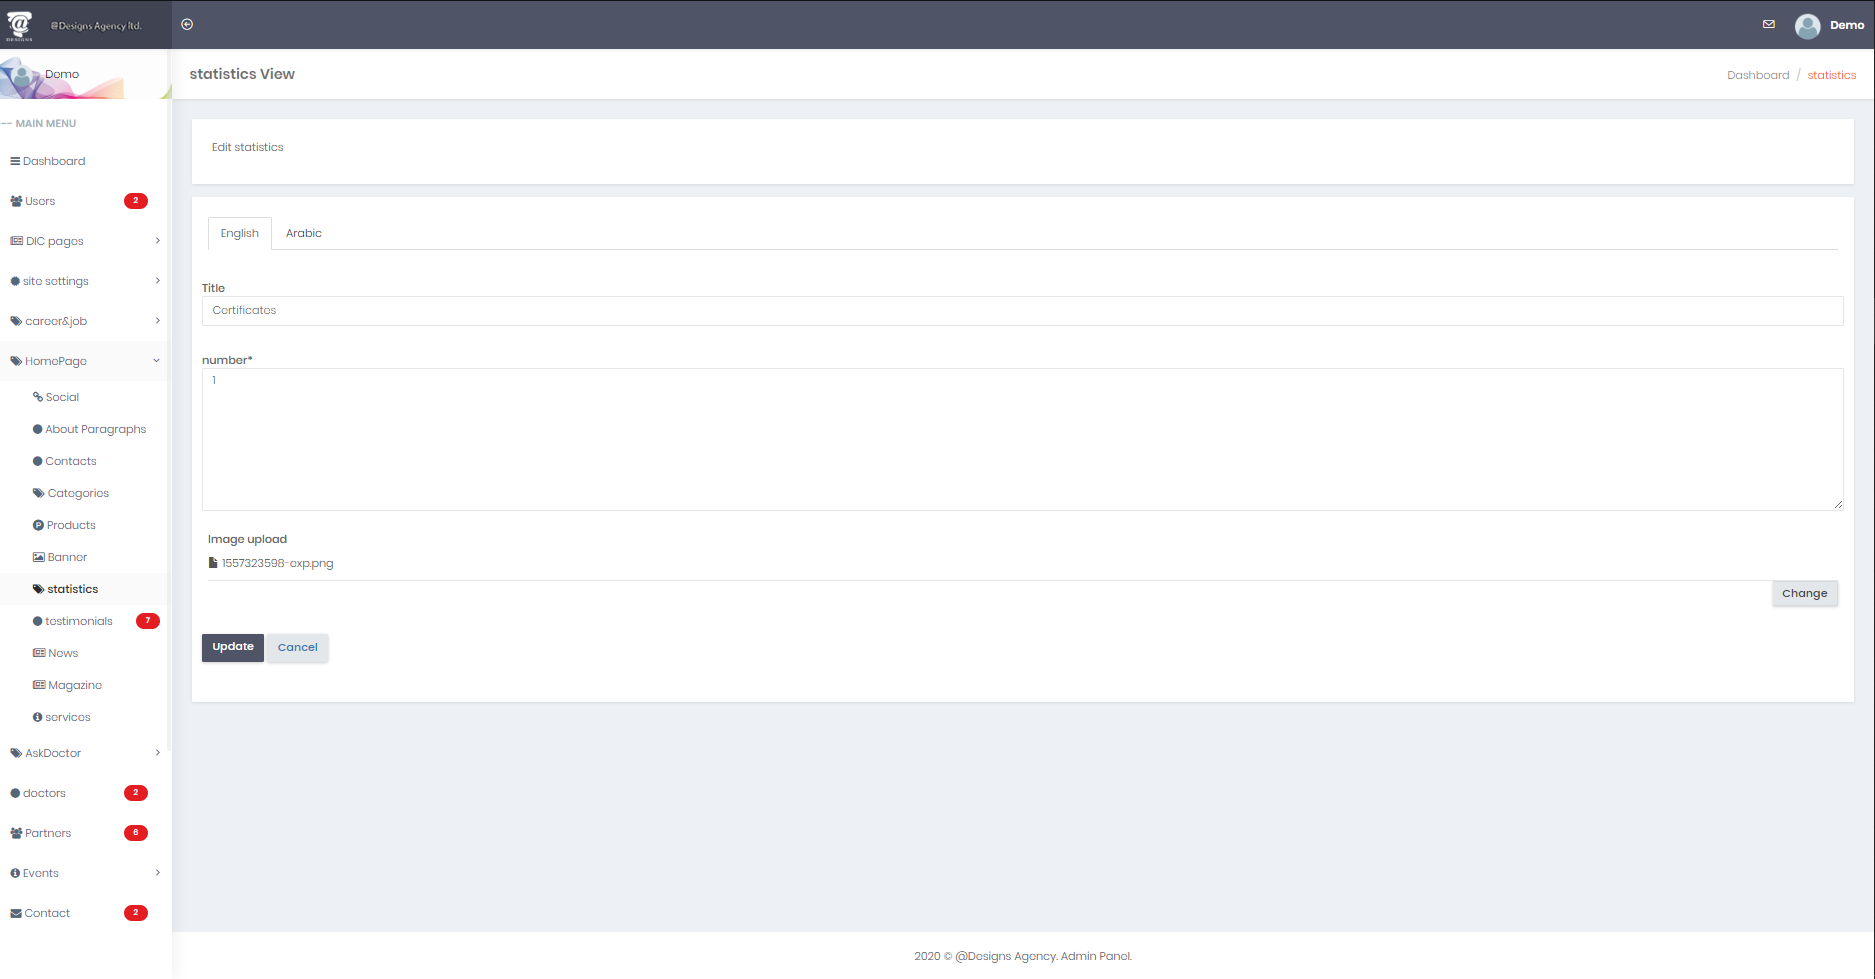 @Designs Agency ltd.
DESIGNS
Demo
Demo
statistics View
Dashboard / statistics
-- MAIN MENU
Dashboard
Users 2
DIC pages
site settings
career&job
HomePage
Social
About Paragraphs
Contacts
Categories
Products
Banner
statistics
testimonials 7
News
Magazine
services
AskDoctor
doctors 2
Partners 6
Events
Contact 2
Edit statistics
English Arabic
Title
Certificates
number*
1
Image upload
1557323598-exp.png
Change
Update Cancel
2020 © @Designs Agency. Admin Panel.